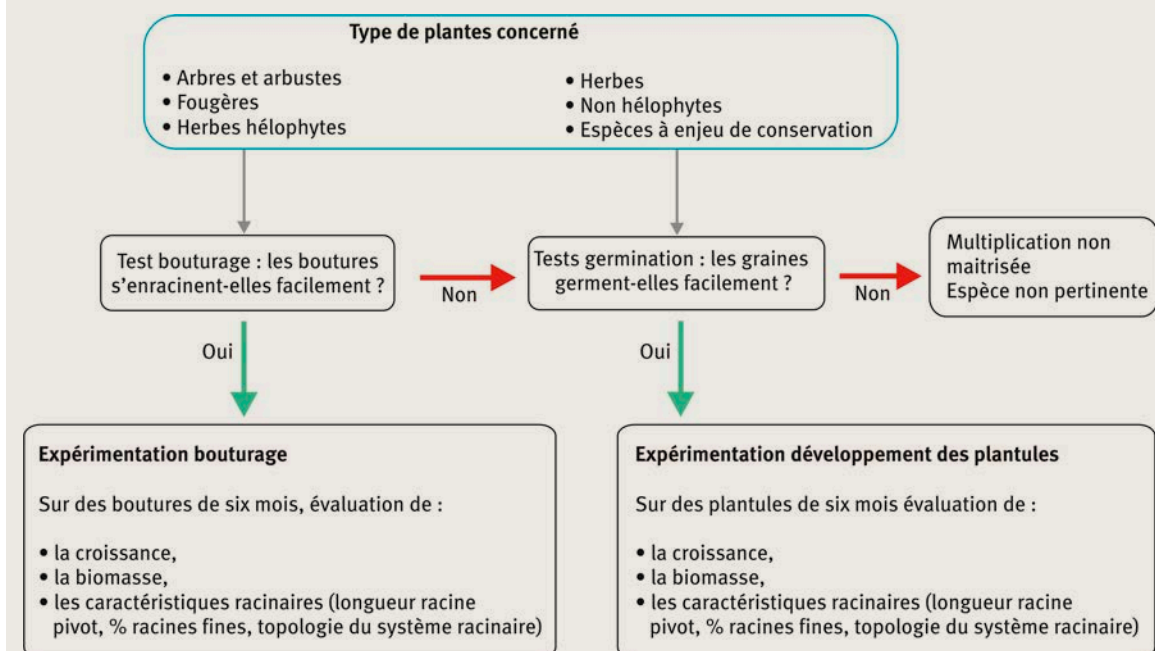 Type de plantes concerné
• Arbres et arbustes
• Fougères
• Herbes hélophytes
• Herbes
• Non hélophytes
• Espèces à enjeu de conservation
Test bouturage : les boutures
s’enracinent-elles facilement ?
Non
Tests germination : les graines
germent-elles facilement ?
Non
Multiplication non
maitrisée
Espèce non pertinente
Oui
Oui
Expérimentation bouturage
Sur des boutures de six mois, évaluation de :
• la croissance,
• la biomasse,
• les caractéristiques racinaires (longueur racine
pivot, % racines fines, topologie du système racinaire)
Expérimentation développement des plantules
Sur des plantules de six mois évaluation de :
• la croissance,
• la biomasse,
• les caractéristiques racinaires (longueur racine
pivot, % racines fines, topologie du système racinaire)